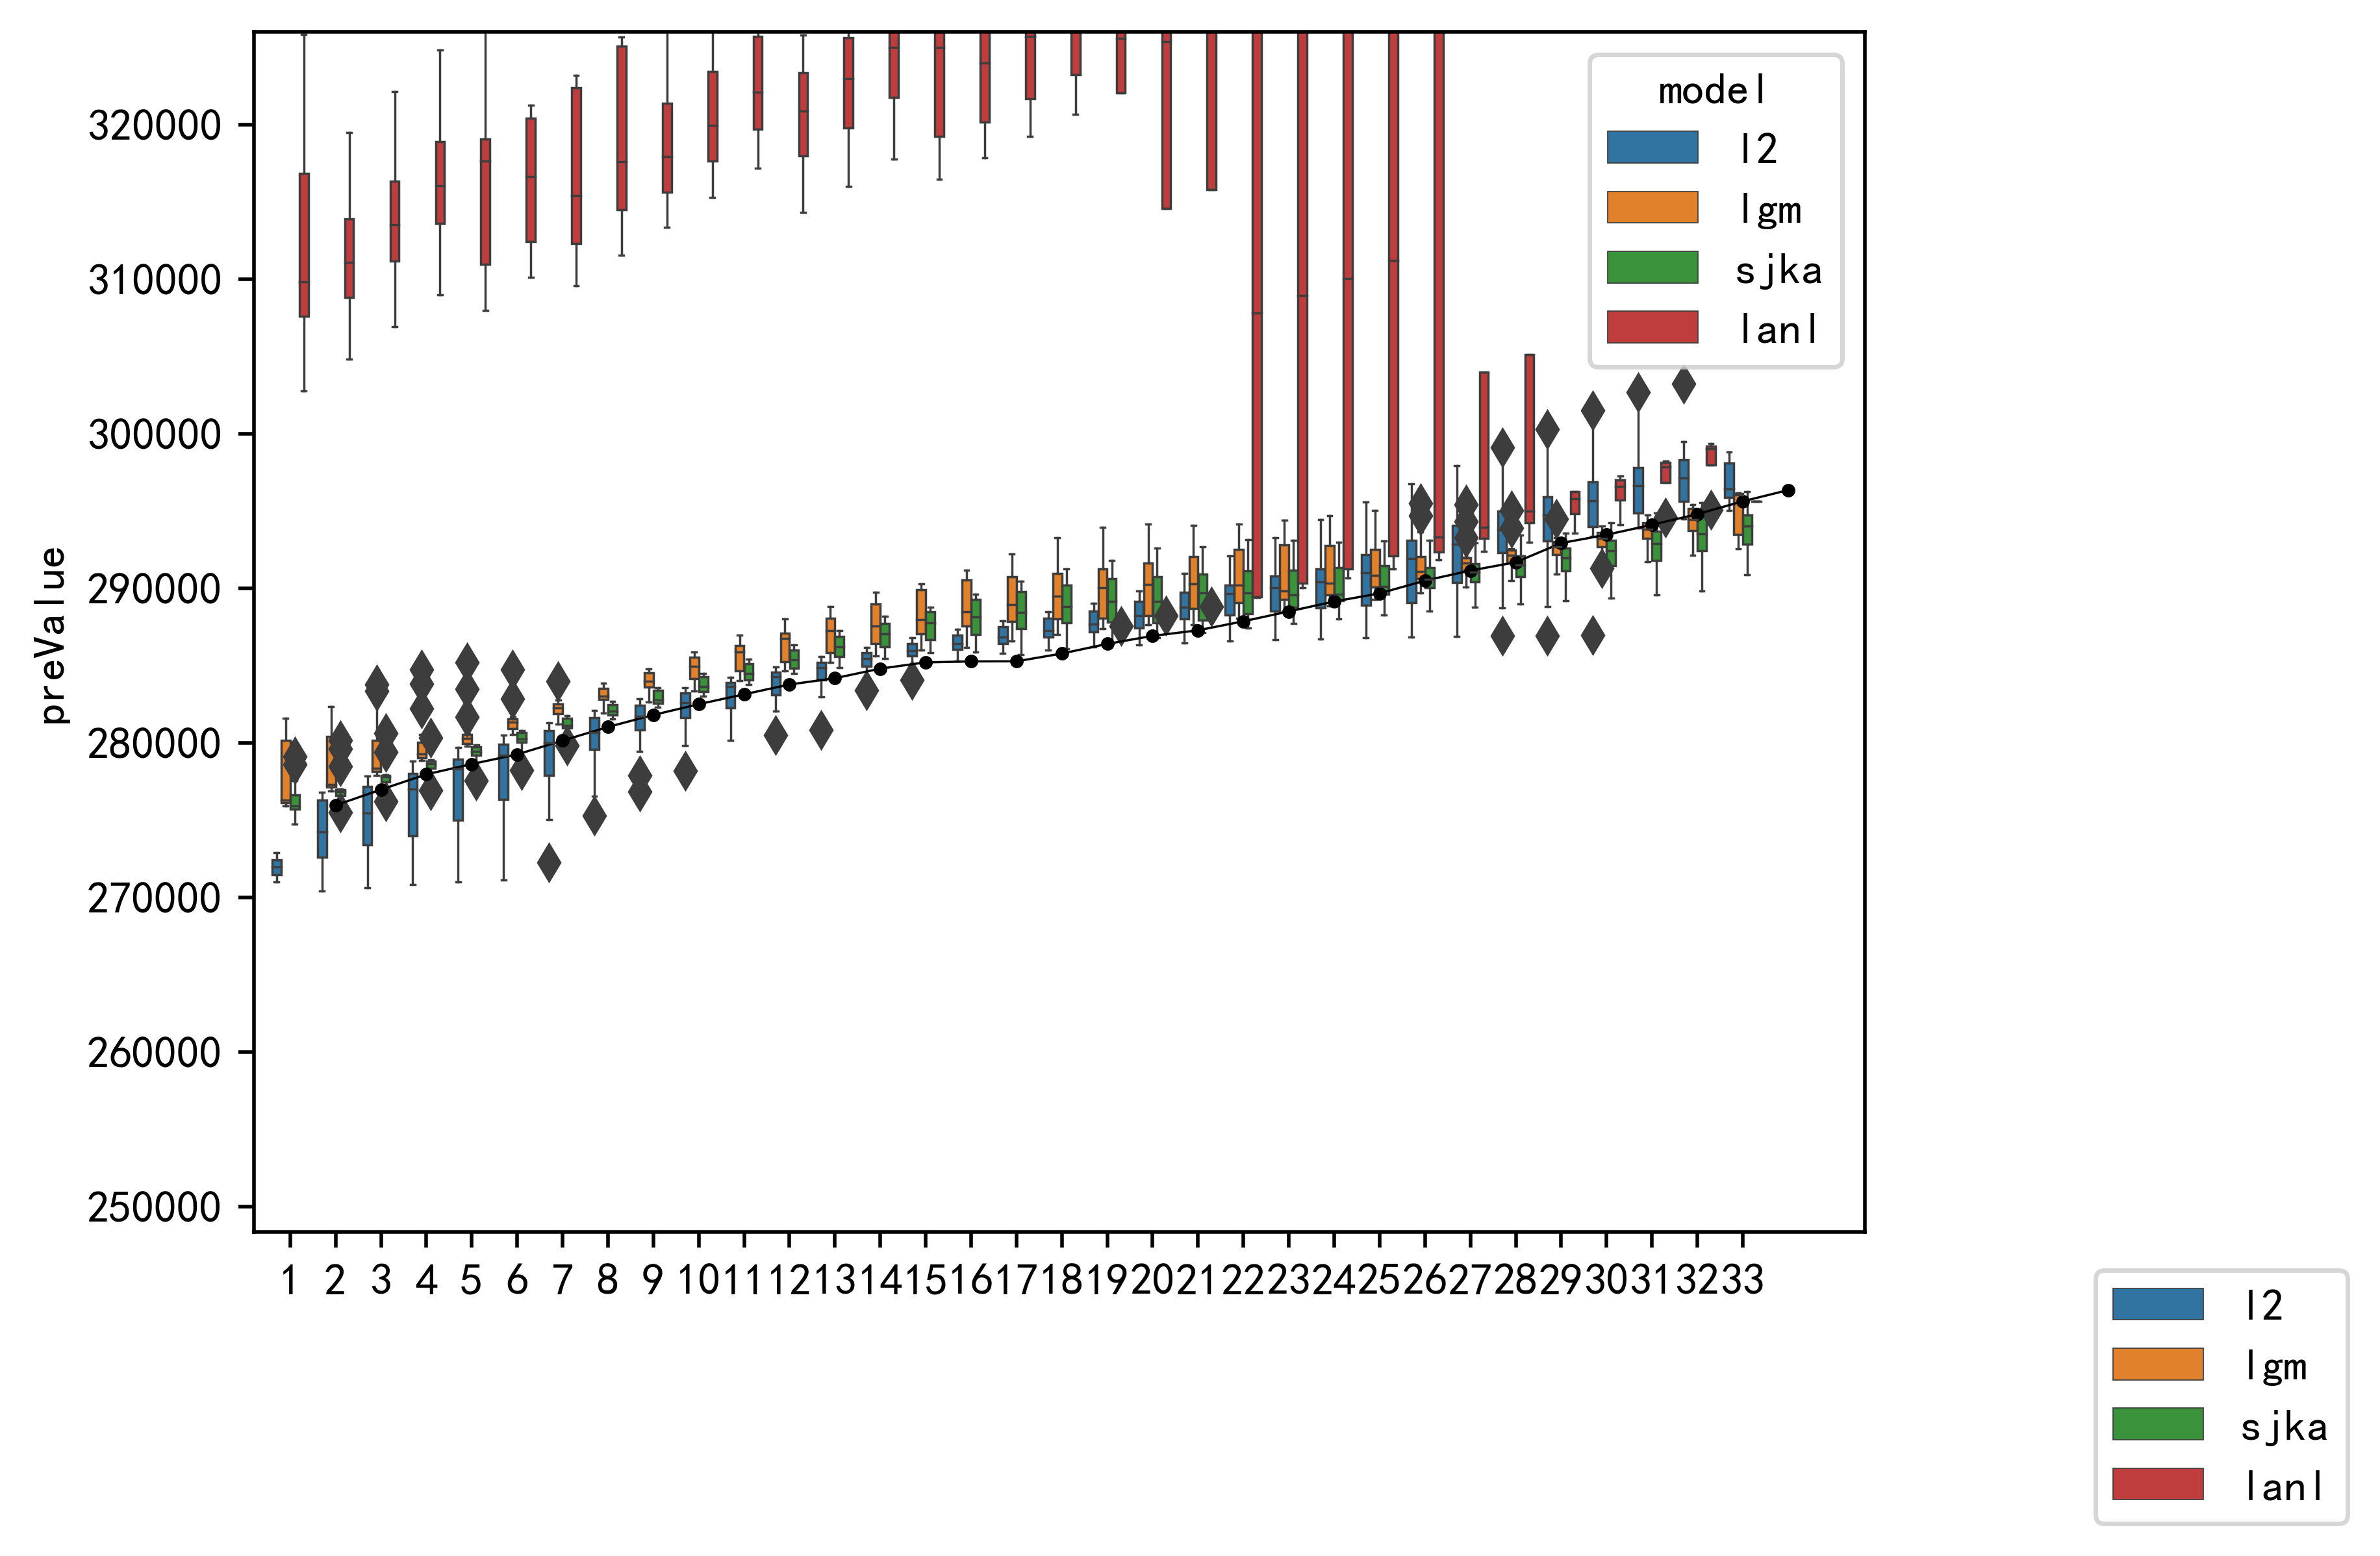 preValue
320000
310000
300000
290000
280000
270000
260000
250000
1 2 3 4 5 6 7 8 9 10 11 12 13 14 15 16 17 18 19 20 21 22 23 24 25 26 27 28 29 30 31 32 33
model
l2
lgm
sjka
lanl
l2
lgm
sjka
lanl